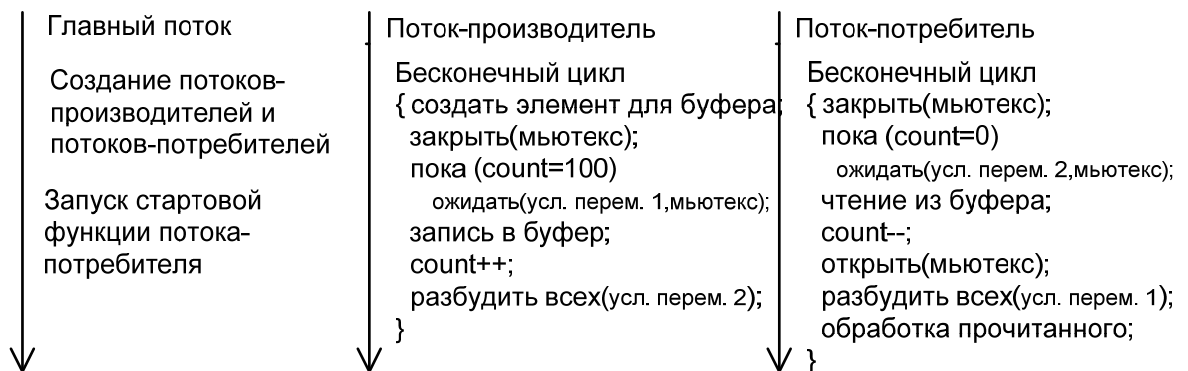 Главный поток
Создание потоков-
производителей и
потоков-потребителей
Запуск стартовой
функции потока-
потребителя
Поток-производитель
Бесконечный цикл
{ создать элемент для буфера;
закрыть(мьютекс);
пока (count=100)
ожидать(усл. перем. 1,мьютекс);
запись в буфер;
count++;
разбудить всех(усл. перем. 2);
}
Поток-потребитель
Бесконечный цикл
{ закрыть(мьютекс);
пока (count=0)
ожидать(усл. перем. 2,мьютекс);
чтение из буфера;
count--;
открыть(мьютекс);
разбудить всех(усл. перем. 1);
обработка прочитанного;
}